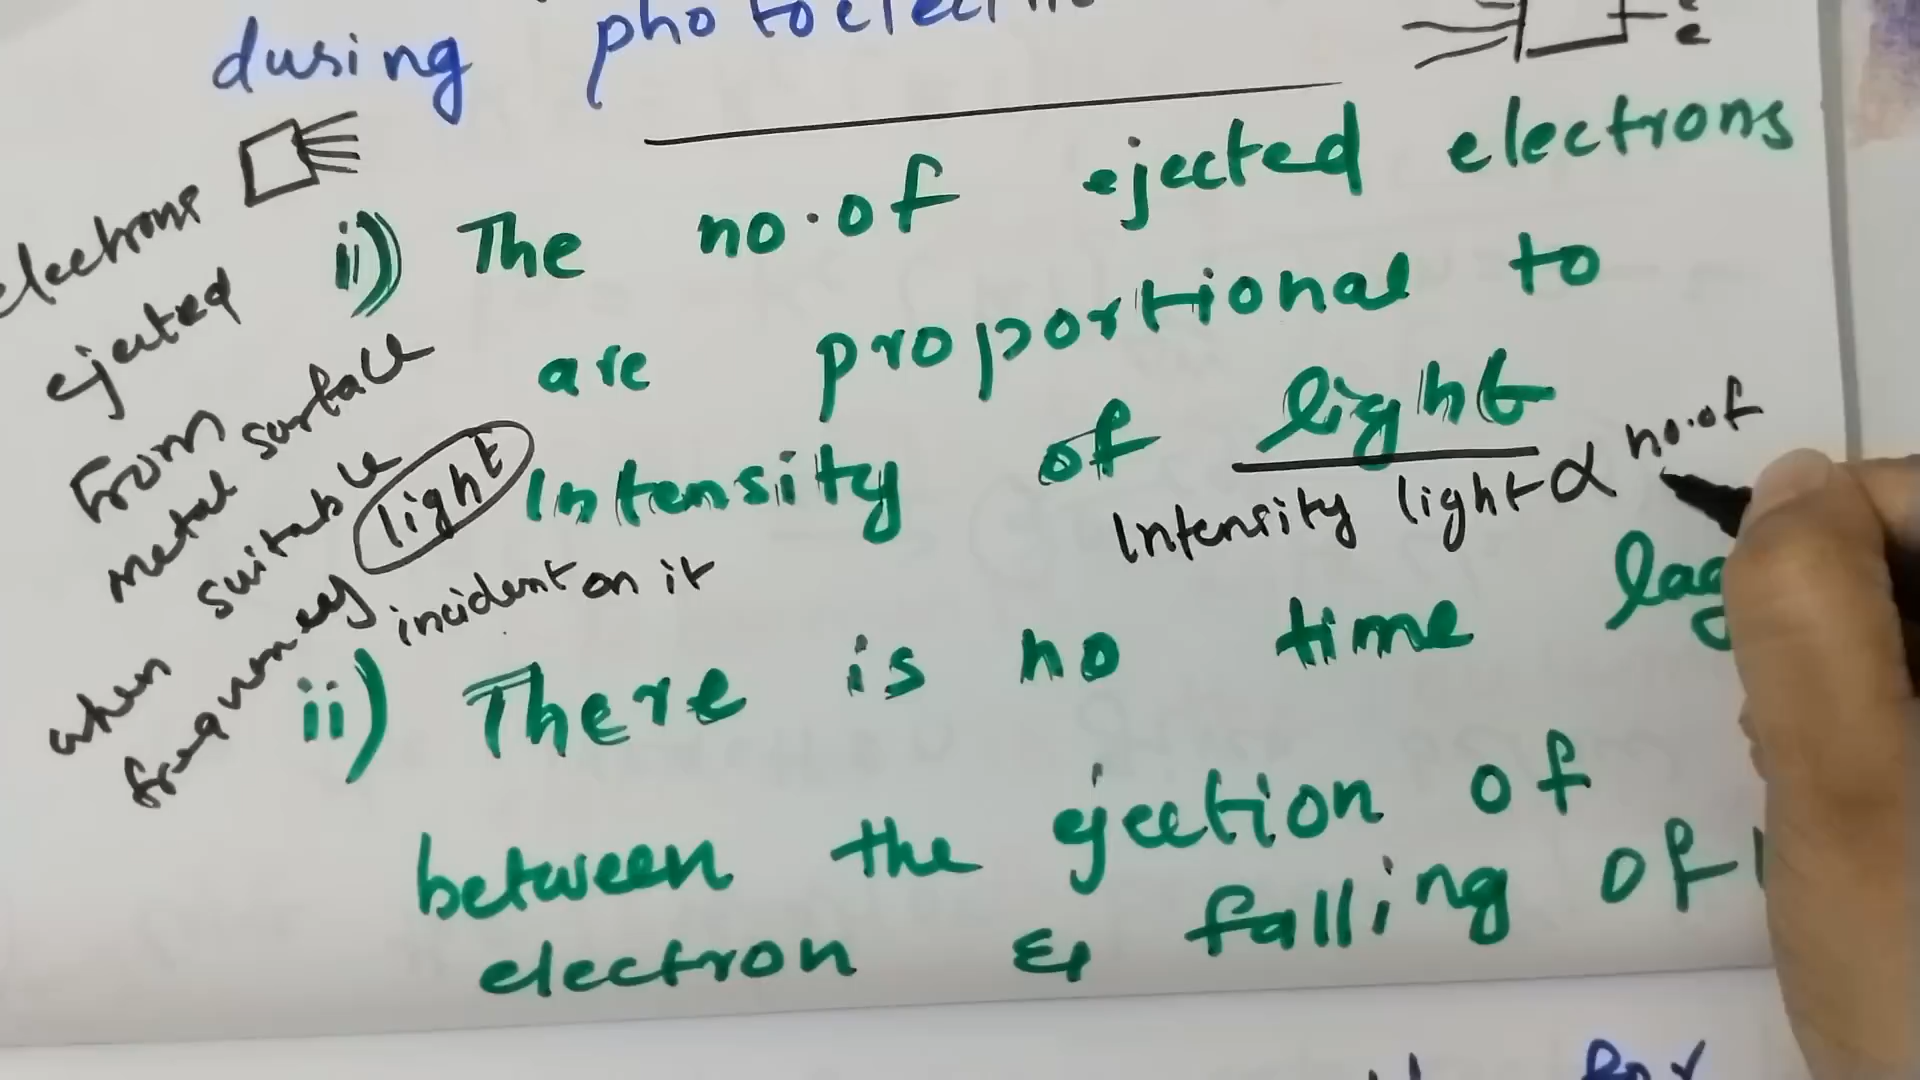 during photoelectric
i) The no. of ejected electrons
are proportional to
Intensity of light
Intensity light ∝ no. of
ii) There is no time lag
between the ejection of
electron & falling of
electrons
ejected
from
metal surface
when suitable
frequency light
incident on it
e
for